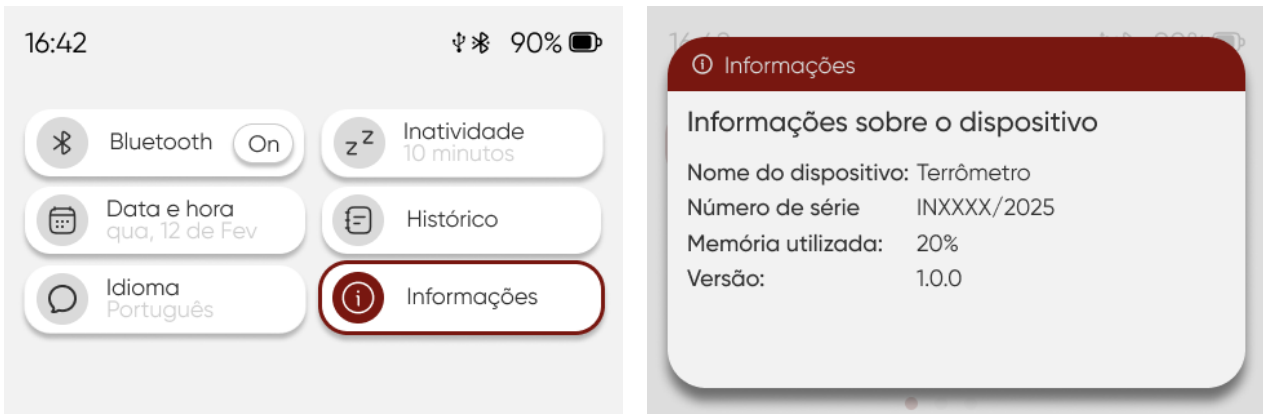 16:42
90%
Bluetooth On
Inatividade
10 minutos
Data e hora
qua, 12 de Fev
Histórico
Idioma
Português
Informações
Informações
Informações sobre o dispositivo
Nome do dispositivo: Terrômetro
Número de série INXXXX/2025
Memória utilizada: 20%
Versão: 1.0.0